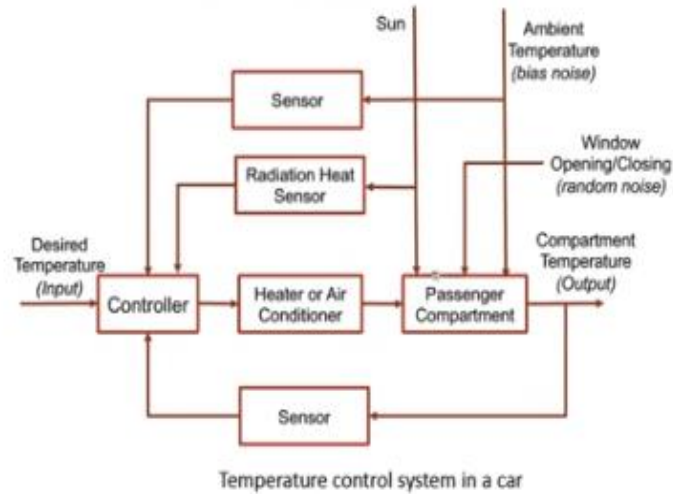 Sun
Ambient
Temperature
(bias noise)
Sensor
Window
Opening/Closing
(random noise)
Radiation Heat
Sensor
Desired
Temperature
(Input)
Compartment
Temperature
(Output)
Controller
Heater or Air
Conditioner
Passenger
Compartment
Sensor
Temperature control system in a car